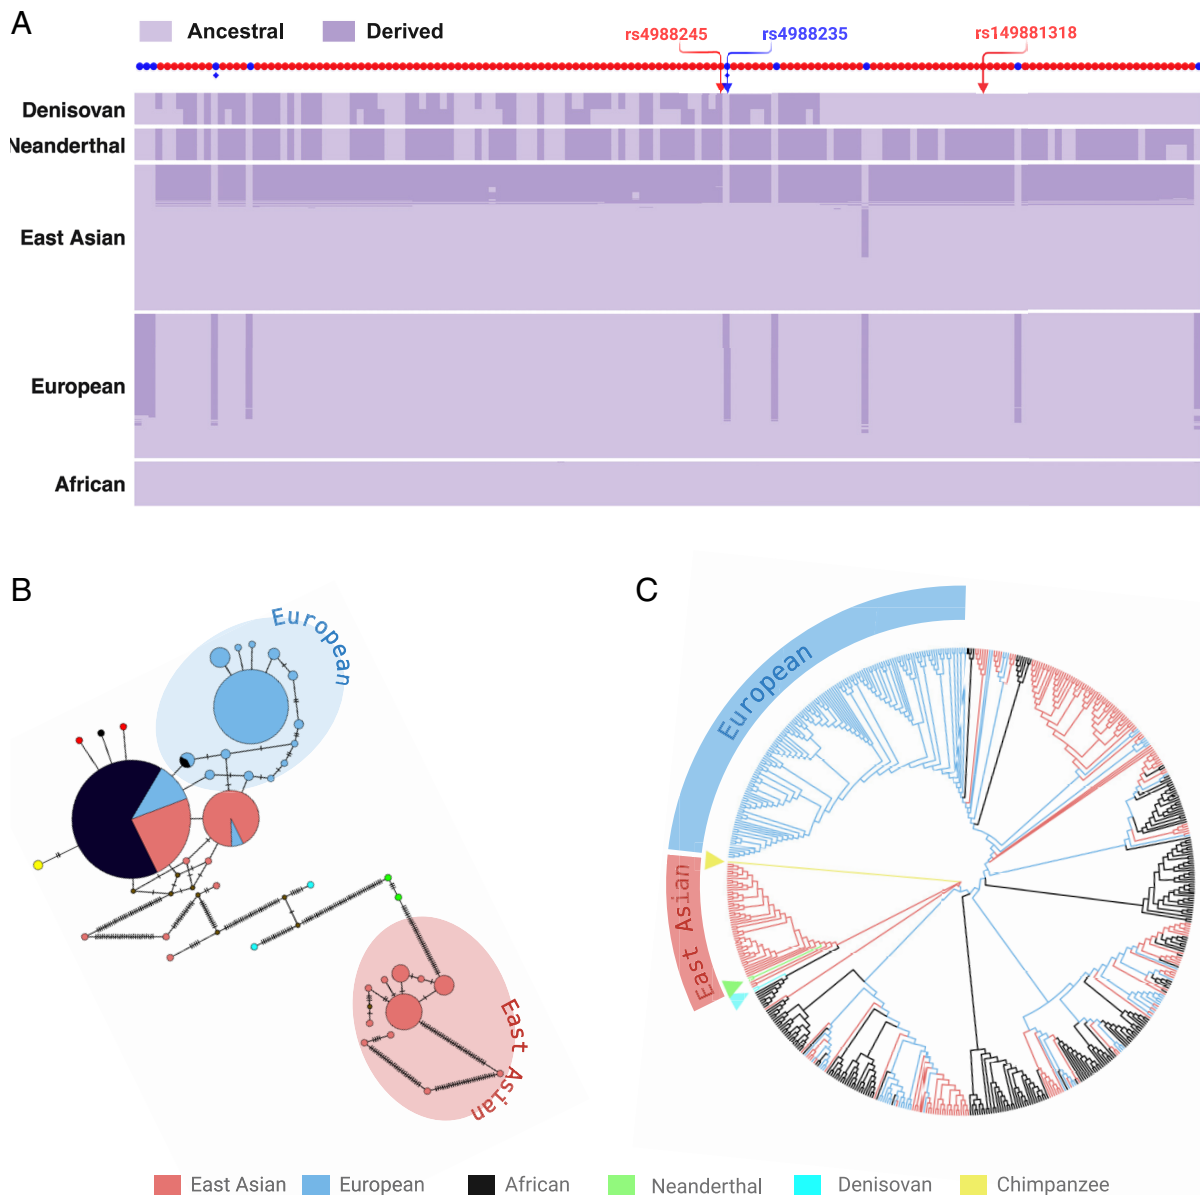 A
Ancestral
Derived
rs4988245
rs4988235
rs149881318
Denisovan
Neanderthal
East Asian
European
African
B
European
East Asian
C
European
East Asian
East Asian
European
African
Neanderthal
Denisovan
Chimpanzee